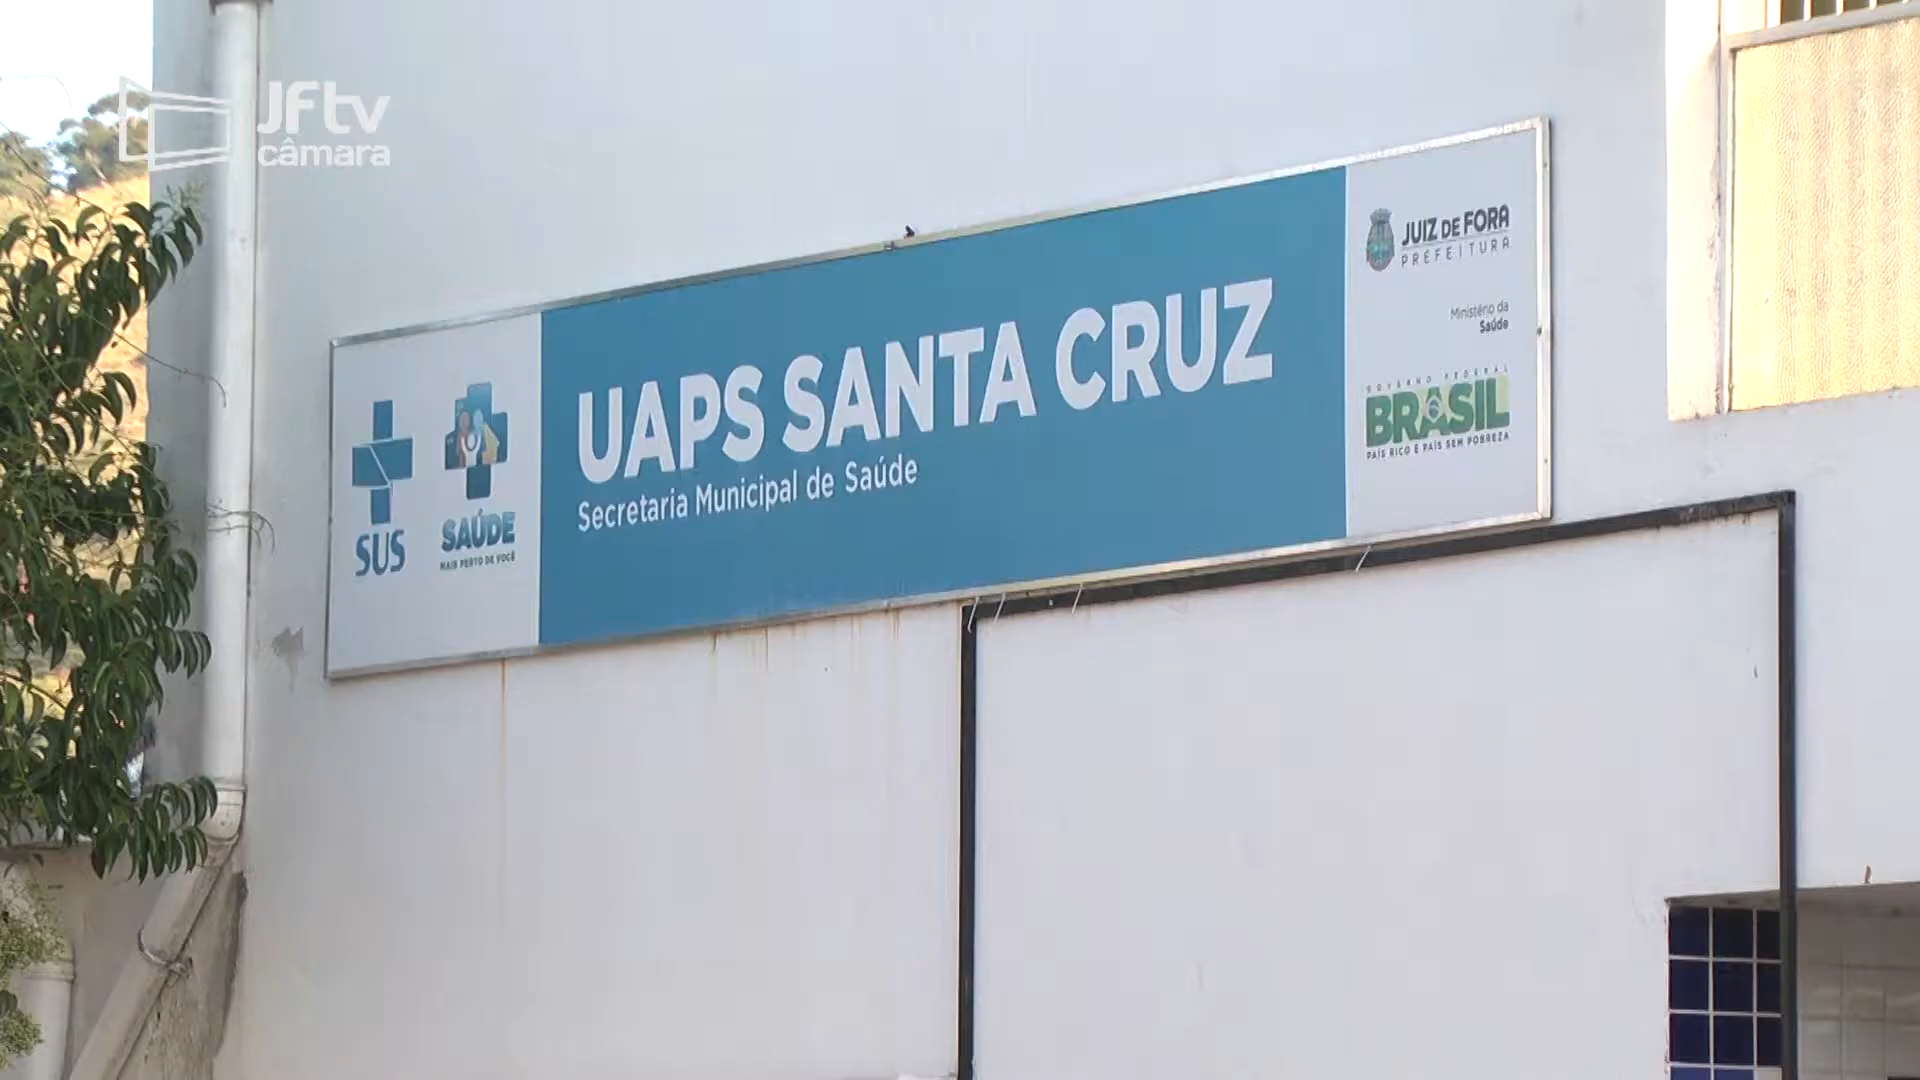 JFtv
câmara
SUS
SAÚDE
MAIS PERTO DE VOCÊ
UAPS SANTA CRUZ
Secretaria Municipal de Saúde
JUIZ DE FORA
PREFEITURA
Ministério da
Saúde
GOVERNO FEDERAL
BRASIL
PAÍS RICO É PAÍS SEM POBREZA